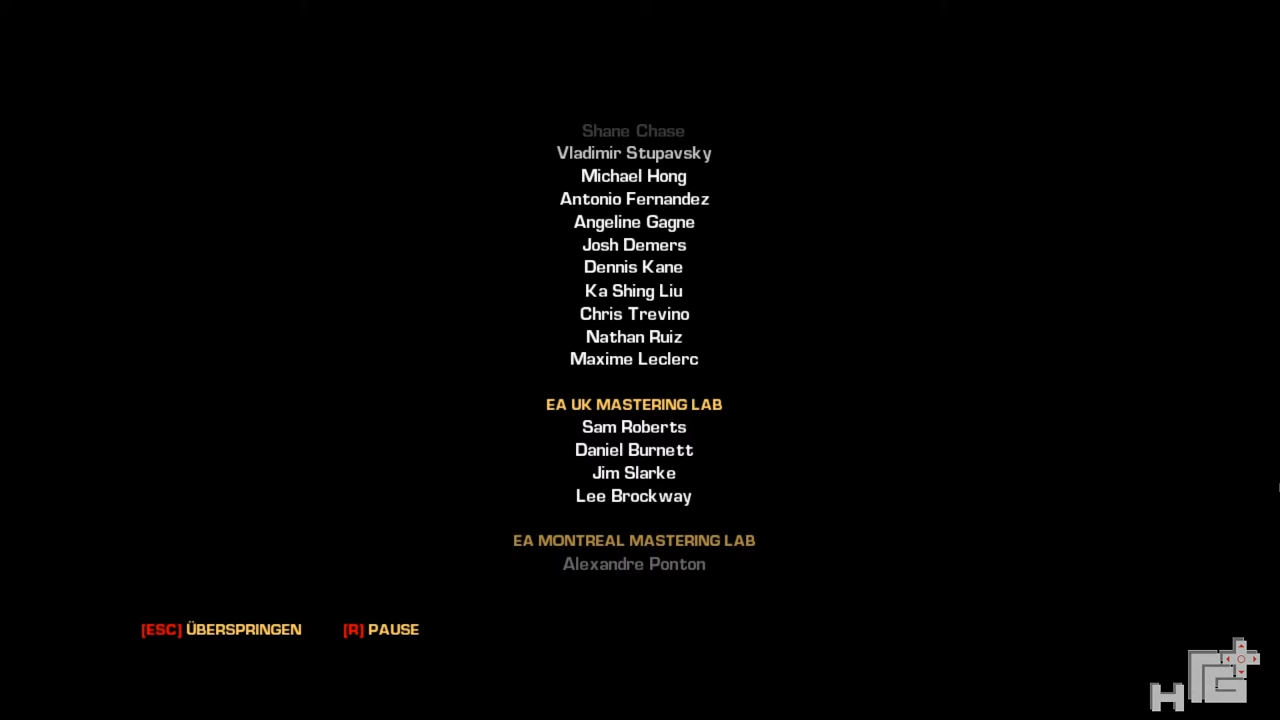 Shane Chase
Vladimir Stupavsky
Michael Hong
Antonio Fernandez
Angeline Gagne
Josh Demers
Dennis Kane
Ka Shing Liu
Chris Trevino
Nathan Ruiz
Maxime Leclerc
EA UK MASTERING LAB
Sam Roberts
Daniel Burnett
Jim Slarke
Lee Brockway
EA MONTREAL MASTERING LAB
Alexandre Ponton
[ESC] ÜBERSPRINGEN [R] PAUSE